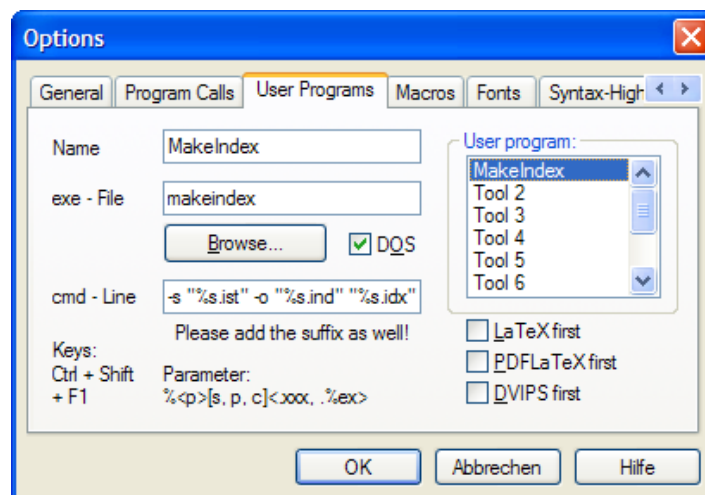 Options
General Program Calls User Programs Macros Fonts Syntax-High
Name MakeIndex
exe - File makeindex
Browse... DOS
cmd - Line -s "%s.ist" -o "%s.ind" "%s.idx"
Please add the suffix as well!
Keys:
Ctrl + Shift
+ F1
Parameter:
%<p>[s, p, c]<.xxx, .%ex>
User program:
MakeIndex
Tool 2
Tool 3
Tool 4
Tool 5
Tool 6
LaTeX first
PDFLaTeX first
DVIPS first
OK Abbrechen Hilfe